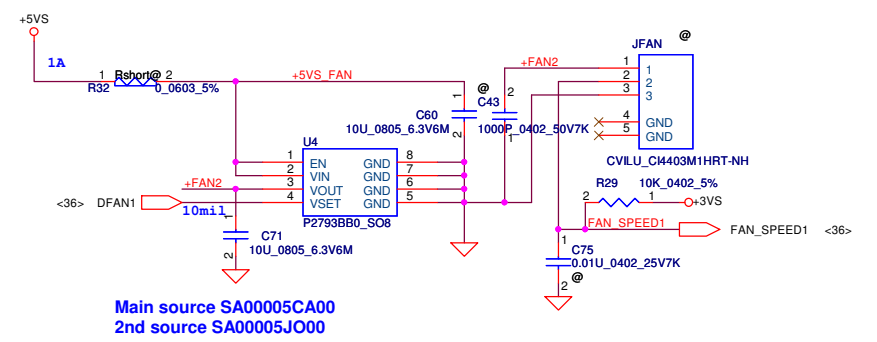 +5VS
1A
1 Rshort@ 2
R32 0_0603_5%
+5VS_FAN
@
JFAN
+FAN2
1 1
2 2
3 3
4 GND
5 GND
CVILU_CI4403M1HRT-NH
1
C60
10U_0805_6.3V6M
2
@
2
C43
1000P_0402_50V7K
1
U4
1 EN GND 8
2 VIN GND 7
3 VOUT GND 6
4 VSET GND 5
P2793BB0_SO8
+FAN2
<36> DFAN1
10mil
1
C71
10U_0805_6.3V6M
2
R29 10K_0402_5%
2 1
+3VS
FAN_SPEED1
FAN_SPEED1 <36>
1
C75
0.01U_0402_25V7K
@
2
Main source SA00005CA00
2nd source SA00005JO00